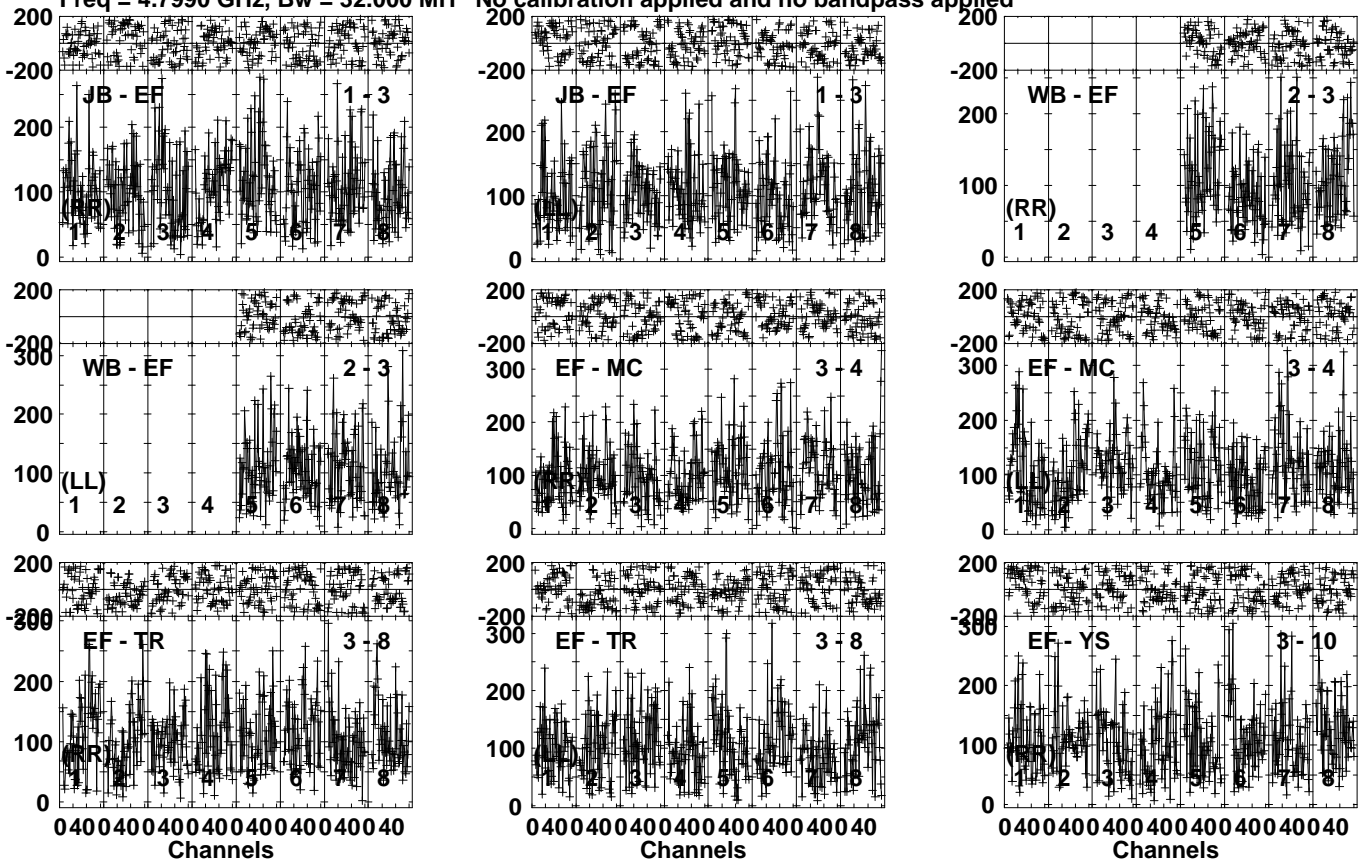 Freq = 4.7990 GHz, Bw = 32.000 MH No calibration applied and no bandpass applied
200 200 200
-200 -200 -200
JB - EF 1 - 3 JB - EF 1 - 3 WB - EF 2 - 3
200 200 200
100 100 100
(RR) (LL) (RR)
1 2 3 4 5 6 7 8 1 2 3 4 5 6 7 8 1 2 3 4 5 6 7 8
0 0 0
200 200 200
-200 -200 -200
300 300 300
WB - EF 2 - 3 EF - MC 3 - 4 EF - MC 3 - 4
200 200 200
100 100 100
(LL) (RR) (LL)
1 2 3 4 5 6 7 8 1 2 3 4 5 6 7 8 1 2 3 4 5 6 7 8
0 0 0
200 200 200
-200 -200 -200
300 300 300
EF - TR 3 - 8 EF - TR 3 - 8 EF - YS 3 - 10
200 200 200
100 100 100
(RR) (LL) (RR)
1 2 3 4 5 6 7 8 1 2 3 4 5 6 7 8 1 2 3 4 5 6 7 8
0 0 0
0 40 0 40 0 40 0 40 0 40 0 40 0 40 0 40 0 40 0 40 0 40 0 40 0 40 0 40 0 40 0 40 0 40 0 40 0 40 0 40 0 40 0 40 0 40 0 40
Channels Channels Channels